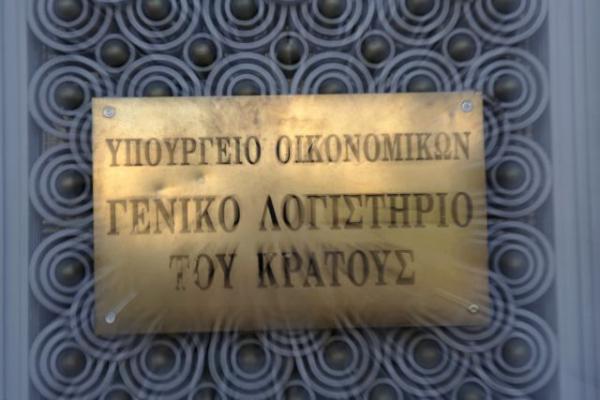 ΥΠΟΥΡΓΕΙΟ ΟΙΚΟΝΟΜΙΚΩΝ
ΓΕΝΙΚΟ ΛΟΓΙΣΤΗΡΙΟ
ΤΟΥ ΚΡΑΤΟΥΣ